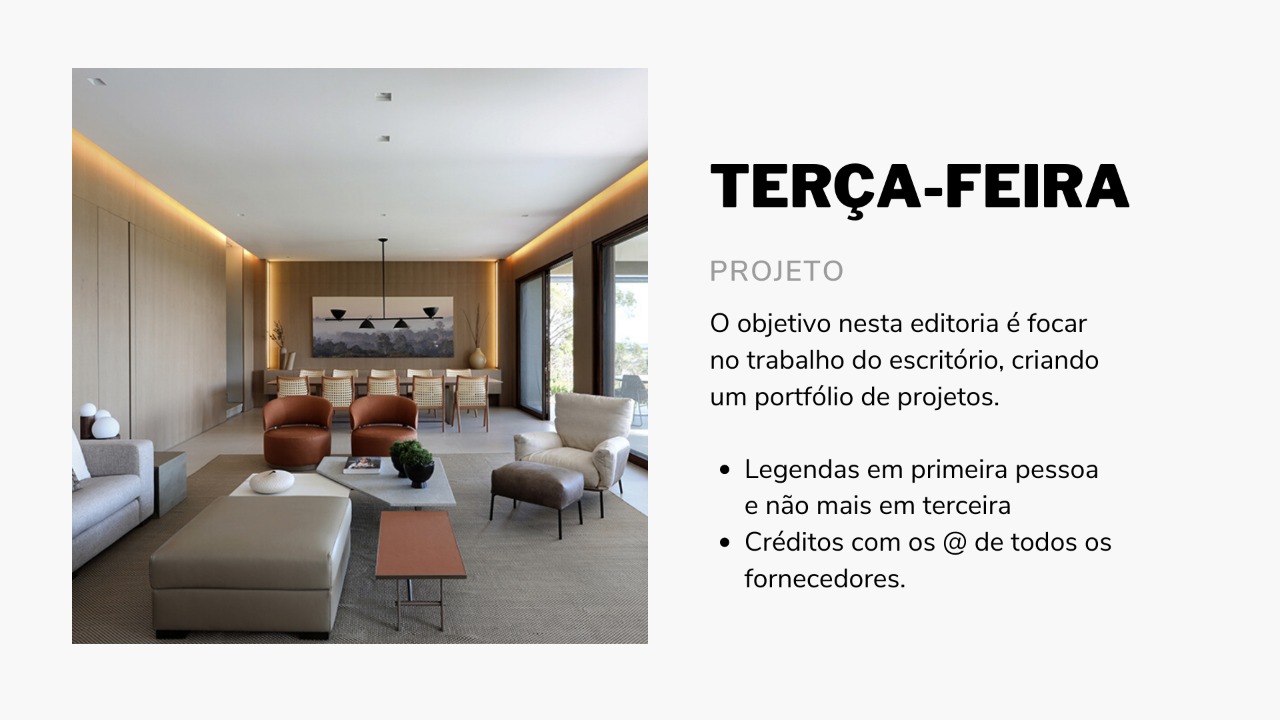 TERÇA-FEIRA
PROJETO
O objetivo nesta editoria é focar
no trabalho do escritório, criando
um portfólio de projetos.
• Legendas em primeira pessoa
e não mais em terceira
• Créditos com os @ de todos os
fornecedores.